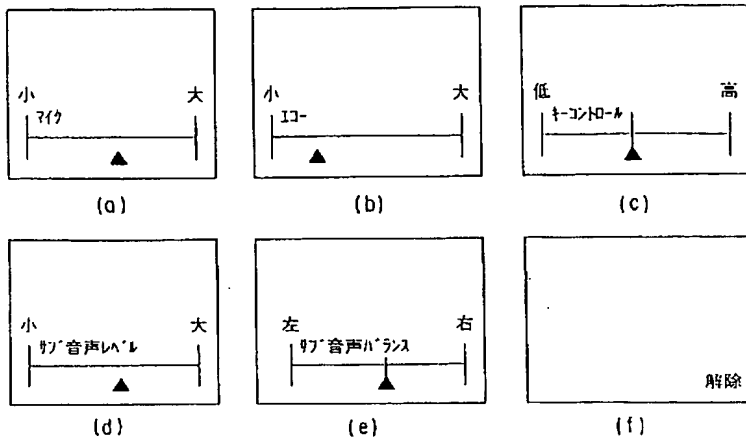 小 大
マイク
(a)
小 大
エコー
(b)
低 高
キーコントロール
(c)
小 大
サブ音声レベル
(d)
左 右
サブ音声バランス
(e)
解除
(f)